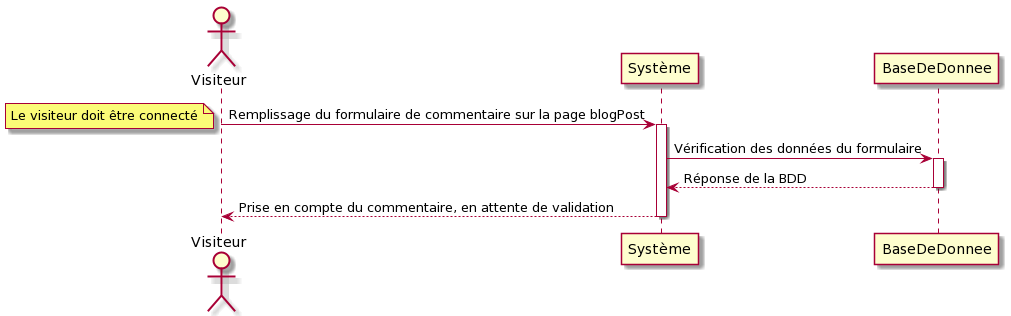 Visiteur
Système
BaseDeDonnee
Le visiteur doit être connecté
Remplissage du formulaire de commentaire sur la page blogPost
Vérification des données du formulaire
Réponse de la BDD
Prise en compte du commentaire, en attente de validation
Visiteur
Système
BaseDeDonnee